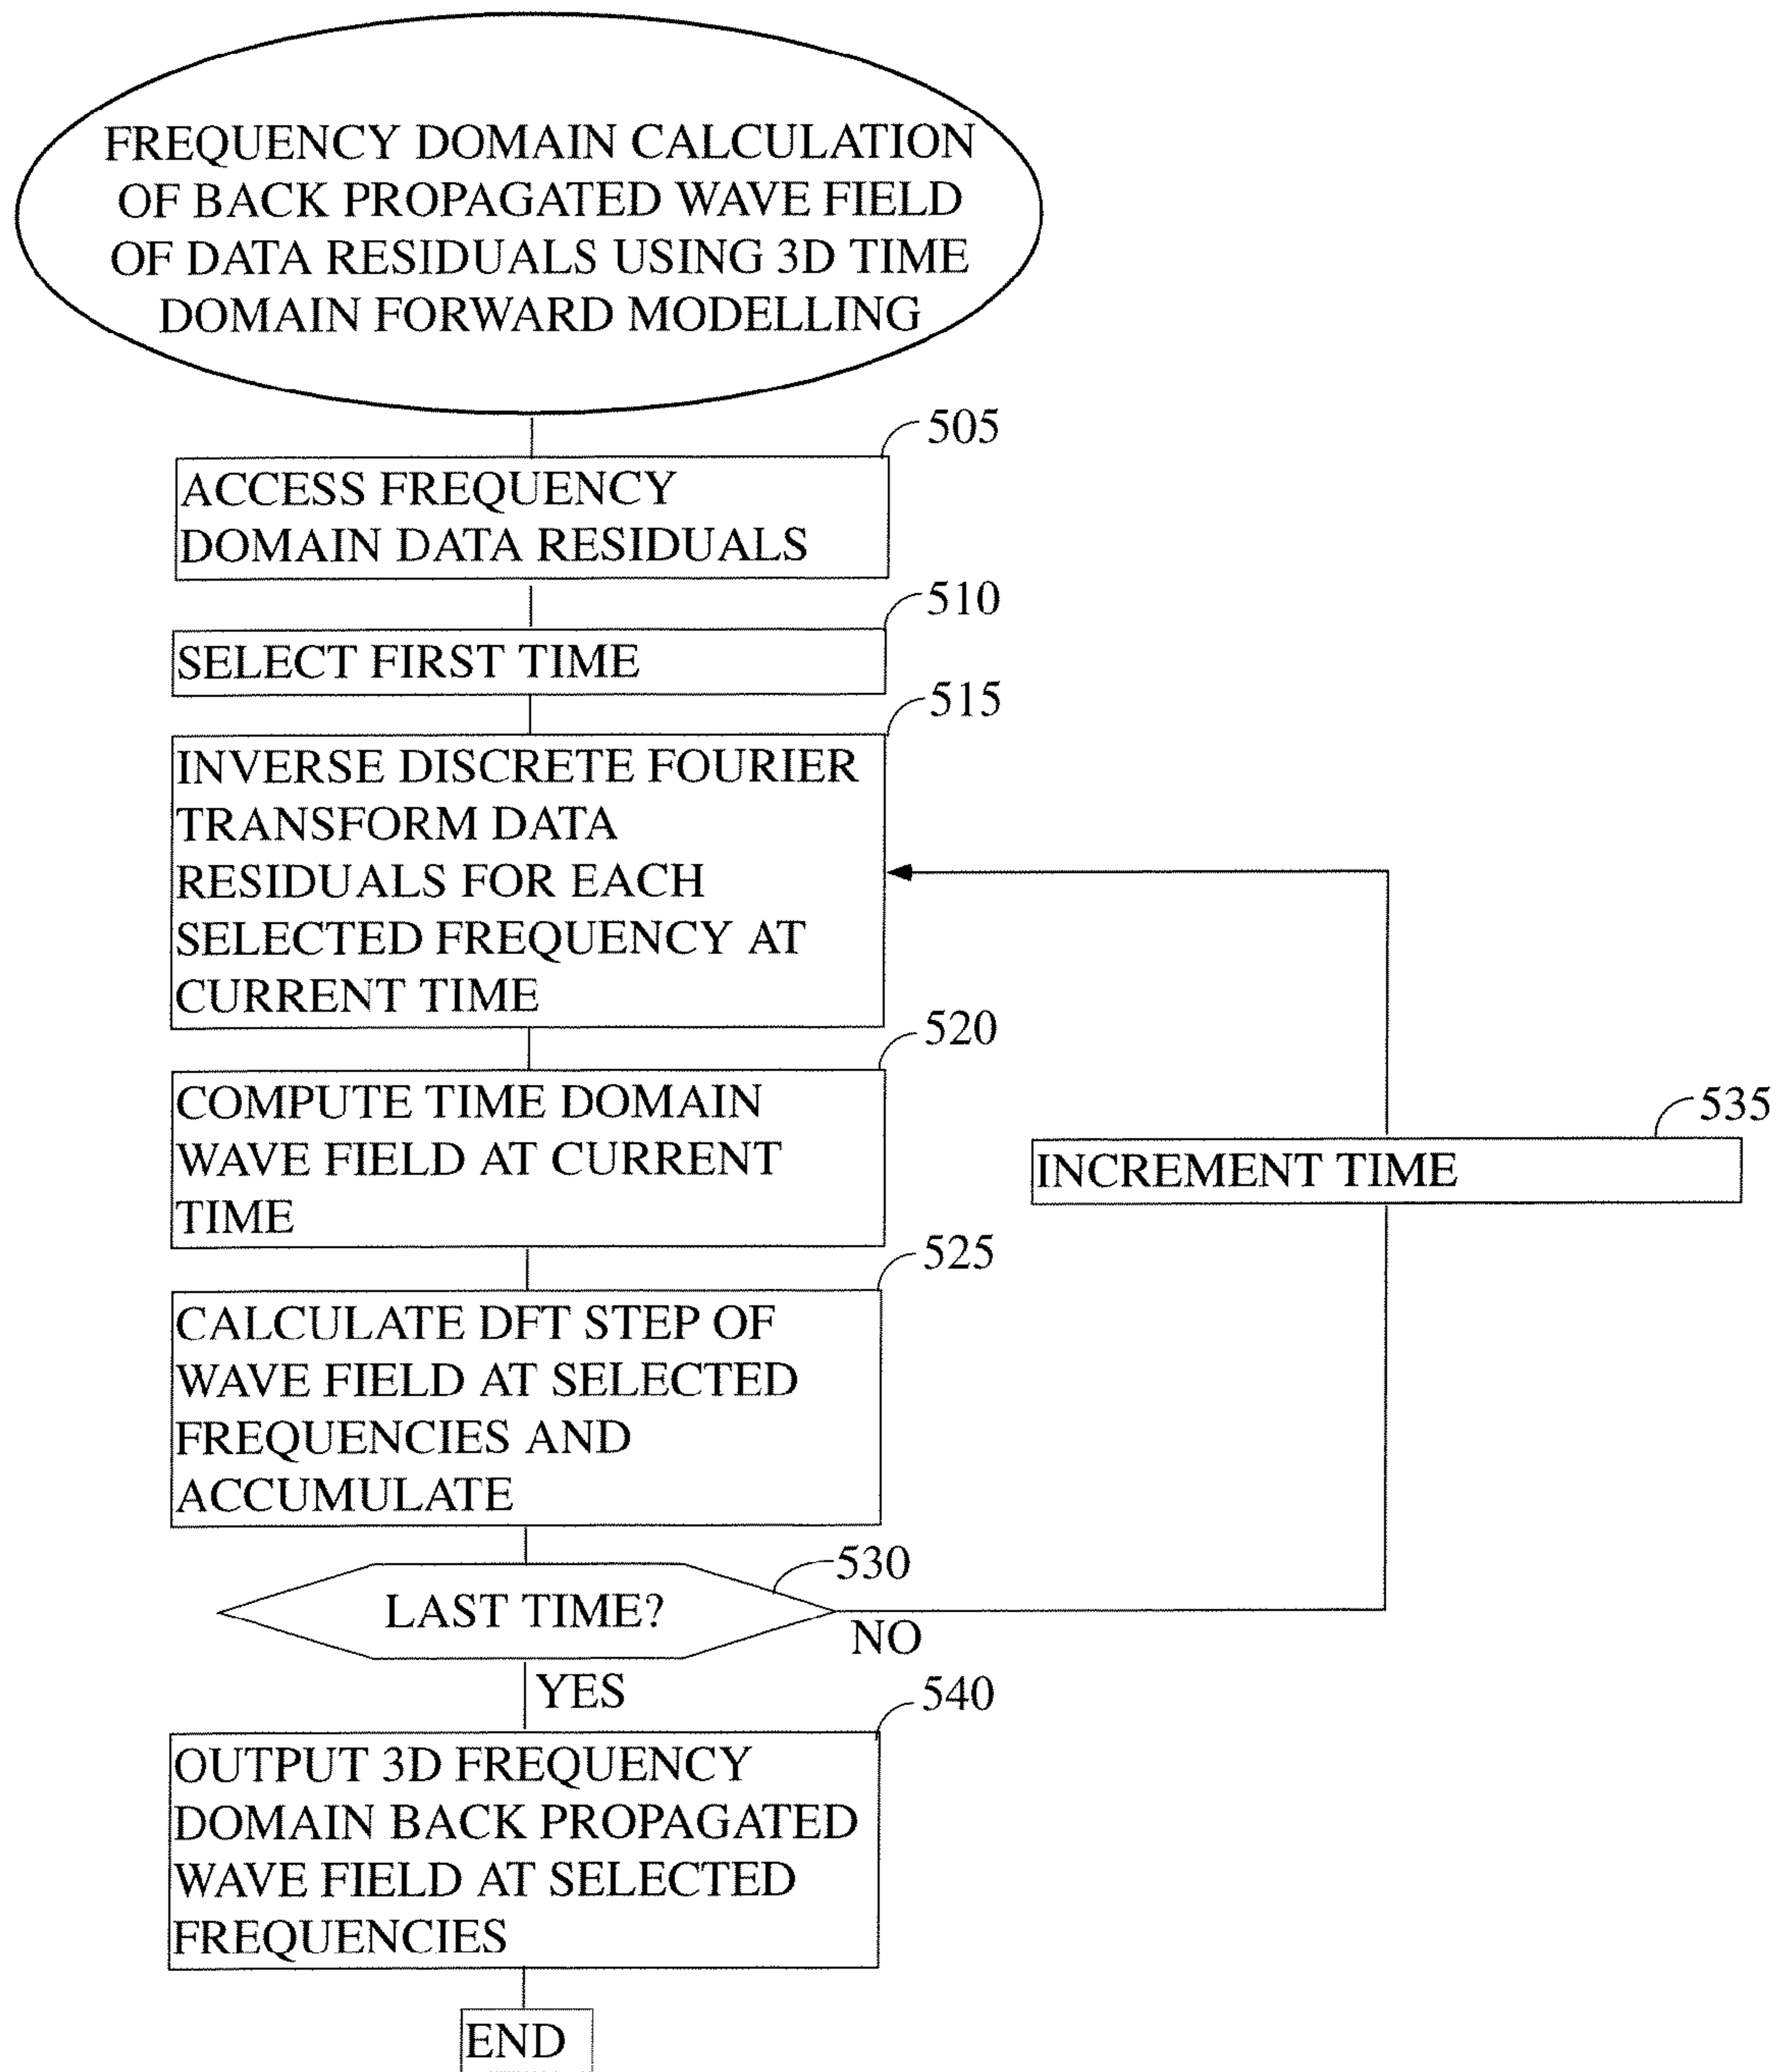 FREQUENCY DOMAIN CALCULATION
OF BACK PROPAGATED WAVE FIELD
OF DATA RESIDUALS USING 3D TIME
DOMAIN FORWARD MODELLING
505
ACCESS FREQUENCY
DOMAIN DATA RESIDUALS
510
SELECT FIRST TIME
515
INVERSE DISCRETE FOURIER
TRANSFORM DATA
RESIDUALS FOR EACH
SELECTED FREQUENCY AT
CURRENT TIME
520
COMPUTE TIME DOMAIN
WAVE FIELD AT CURRENT
TIME
535
INCREMENT TIME
525
CALCULATE DFT STEP OF
WAVE FIELD AT SELECTED
FREQUENCIES AND
ACCUMULATE
530
LAST TIME?
NO
YES
540
OUTPUT 3D FREQUENCY
DOMAIN BACK PROPAGATED
WAVE FIELD AT SELECTED
FREQUENCIES
END